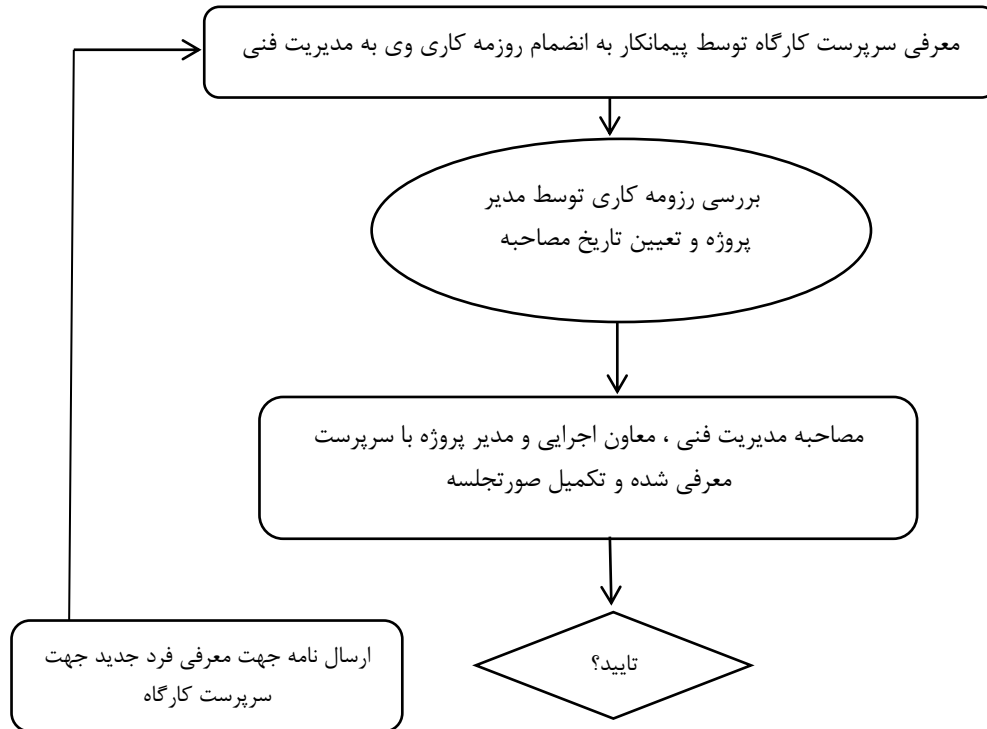 معرفی سرپرست کارگاه توسط پیمانکار به انضمام روزمه کاری وی به مدیریت فنی
بررسی رزومه کاری توسط مدیر
پروژه و تعیین تاریخ مصاحبه
مصاحبه مدیریت فنی ، معاون اجرایی و مدیر پروژه با سرپرست
معرفی شده و تکمیل صورتجلسه
تایید؟
ارسال نامه جهت معرفی فرد جدید جهت
سرپرست کارگاه